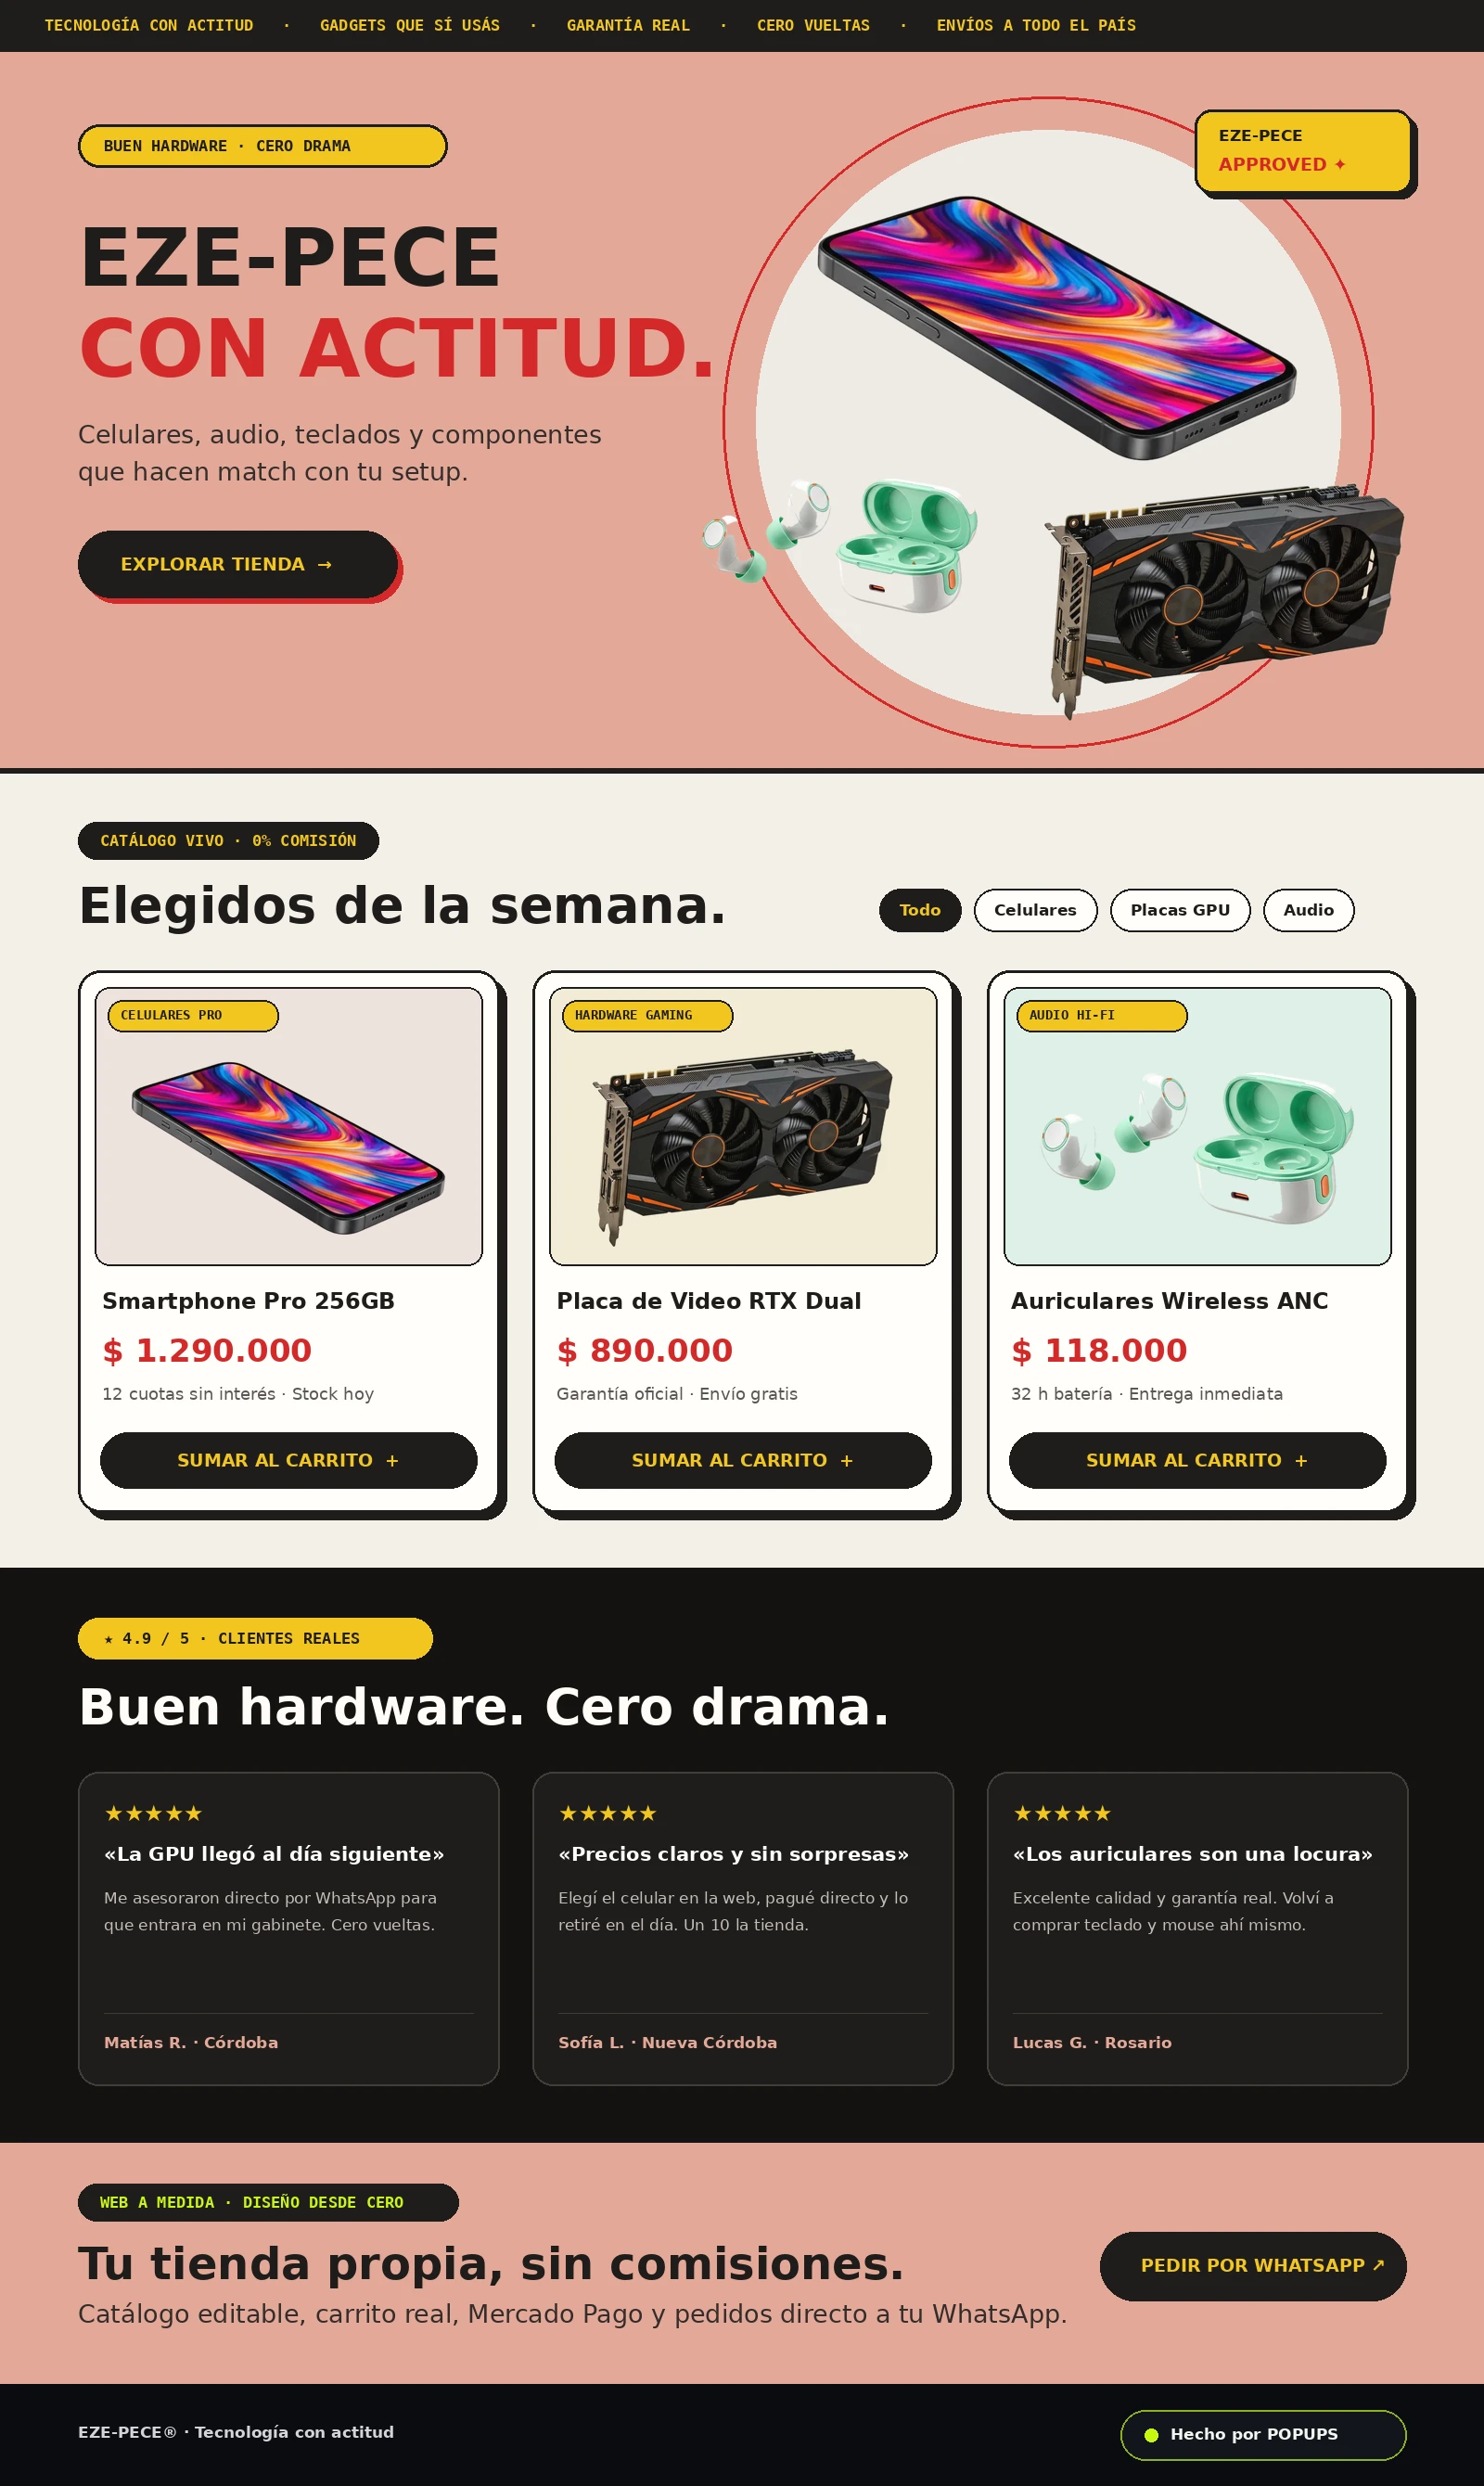 TECNOLOGÍA CON ACTITUD · GADGETS QUE SÍ USÁS · GARANTÍA REAL · CERO VUELTAS · ENVÍOS A TODO EL PAÍS
BUEN HARDWARE · CERO DRAMA
EZE-PECE
APPROVED ✦
EZE-PECE
CON ACTITUD.
Celulares, audio, teclados y componentes
que hacen match con tu setup.
EXPLORAR TIENDA →
CATÁLOGO VIVO · 0% COMISIÓN
Elegidos de la semana.
Todo
Celulares
Placas GPU
Audio
CELULARES PRO
Smartphone Pro 256GB
$ 1.290.000
12 cuotas sin interés · Stock hoy
SUMAR AL CARRITO +
HARDWARE GAMING
Placa de Video RTX Dual
$ 890.000
Garantía oficial · Envío gratis
SUMAR AL CARRITO +
AUDIO HI-FI
Auriculares Wireless ANC
$ 118.000
32 h batería · Entrega inmediata
SUMAR AL CARRITO +
★ 4.9 / 5 · CLIENTES REALES
Buen hardware. Cero drama.
★★★★★
«La GPU llegó al día siguiente»
Me asesoraron directo por WhatsApp para
que entrara en mi gabinete. Cero vueltas.
Matías R. · Córdoba
★★★★★
«Precios claros y sin sorpresas»
Elegí el celular en la web, pagué directo y lo
retiré en el día. Un 10 la tienda.
Sofía L. · Nueva Córdoba
★★★★★
«Los auriculares son una locura»
Excelente calidad y garantía real. Volví a
comprar teclado y mouse ahí mismo.
Lucas G. · Rosario
WEB A MEDIDA · DISEÑO DESDE CERO
Tu tienda propia, sin comisiones.
Catálogo editable, carrito real, Mercado Pago y pedidos directo a tu WhatsApp.
PEDIR POR WHATSAPP ↗
EZE-PECE® · Tecnología con actitud
Hecho por POPUPS